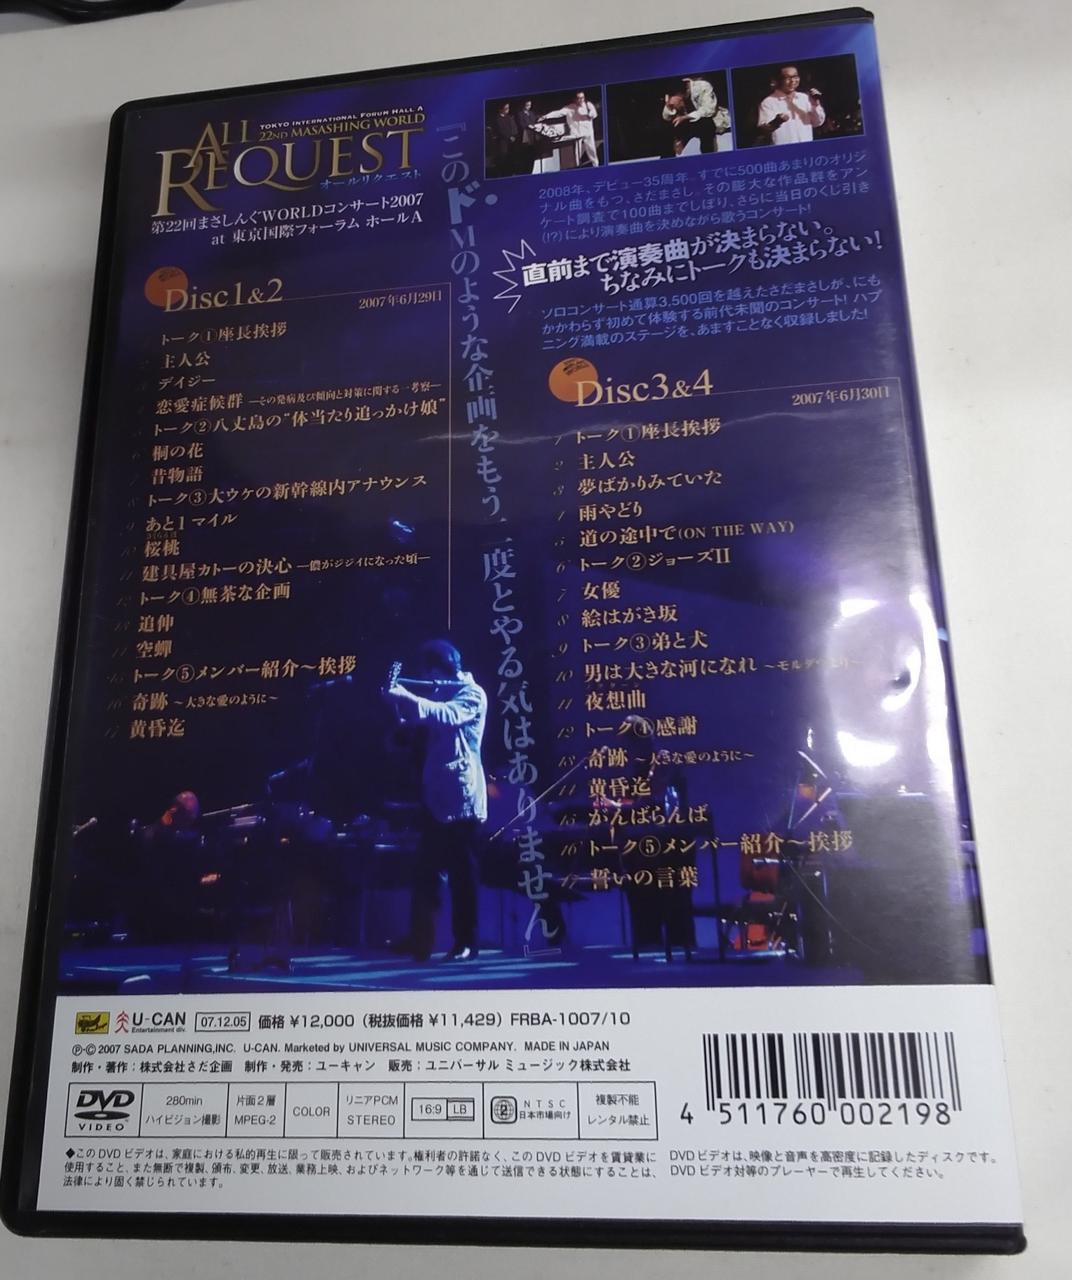 TOKYO INTERNATIONAL FORUM HALL A
22ND MASASHING WORLD
ALL REQUEST
オールリクエスト
第22回まさしんぐWORLDコンサート2007
at 東京国際フォーラム ホールA
2008年、デビュー35周年。すでに500曲あまりのオリジ
ナル曲をもつ、さだまさし。その膨大な作品群をアン
ケート調査で100曲までしぼり、さらに当日のくじ引き
(!?)により演奏曲を決めながら歌うコンサート!
直前まで演奏曲が決まらない。
ちなみにトークも決まらない!
ソロコンサート通算3,500回を越えたさだまさしが、にも
かかわらず初めて体験する前代未聞のコンサート! ハプ
ニング満載のステージを、あますことなく収録しました!
『このド・Mのような企画をもう二度とやる気はありません』
Disc1&2
2007年6月29日
トーク①座長挨拶
主人公
デイジー
恋愛症候群 ―その発病及び傾向と対策に関する一考察―
トーク②八丈島の“体当たり追っかけ娘”
6 桐の花
7 昔物語
8 トーク③大ウケの新幹線内アナウンス
9 あと1マイル
10 桜桃
11 建具屋カトーの決心 ―儂がジジイになった頃―
12 トーク④無茶な企画
13 追伸
14 空蟬
15 トーク⑤メンバー紹介〜挨拶
16 奇跡 〜大きな愛のように〜
17 黄昏迄
Disc3&4
2007年6月30日
1 トーク①座長挨拶
2 主人公
3 夢ばかりみていた
4 雨やどり
5 道の途中で(ON THE WAY)
6 トーク②ジョーズII
7 女優
8 絵はがき坂
9 トーク③弟と犬
10 男は大きな河になれ 〜モルダウより〜
11 夜想曲
12 トーク④感謝
13 奇跡 〜大きな愛のように〜
14 黄昏迄
15 がんばらんば
16 トーク⑤メンバー紹介〜挨拶
17 誓いの言葉
U-CAN Entertainment div. 07.12.05 価格 ¥12,000 (税抜価格 ¥11,429) FRBA-1007/10
℗-© 2007 SADA PLANNING,INC. U-CAN. Marketed by UNIVERSAL MUSIC COMPANY. MADE IN JAPAN
制作・著作:株式会社さだ企画 制作・発売:ユーキャン 販売:ユニバーサル ミュージック株式会社
DVD VIDEO
280min ハイビジョン撮影
片面2層 MPEG-2
COLOR
リニアPCM STEREO
16:9 LB
2 NTSC 日本市場向け
複製不能 レンタル禁止
4 511760 002198
◆このDVDビデオは、家庭における私的再生に限って販売されています。権利者の許諾なく、このDVDビデオを賃貸業に
使用すること、また無断で複製、頒布、変更、放送、業務上映、およびネットワーク等を通じて送信できる状態にすることは、
法律により固く禁じられています。
DVDビデオは、映像と音声を高密度に記録したディスクです。
DVDビデオ対等のプレーヤーで再生してください。